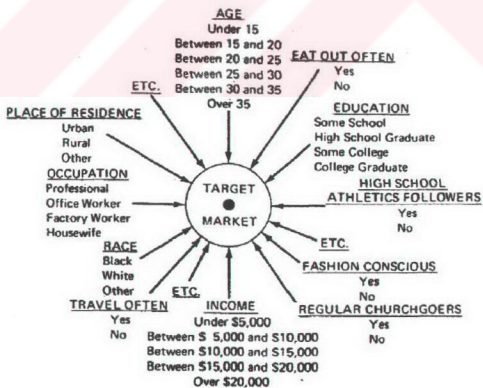 AGE
Under 15
Between 15 and 20
Between 20 and 25
Between 25 and 30
Between 30 and 35
Over 35
EAT OUT OFTEN
Yes
No
EDUCATION
Some School
High School Graduate
Some College
College Graduate
HIGH SCHOOL
ATHLETICS FOLLOWERS
Yes
No
ETC.
FASHION CONSCIOUS
Yes
No
REGULAR CHURCHGOERS
Yes
No
INCOME
Under $5,000
Between $ 5,000 and $10,000
Between $10,000 and $15,000
Between $15,000 and $20,000
Over $20,000
ETC.
TRAVEL OFTEN
Yes
No
RACE
Black
White
Other
OCCUPATION
Professional
Office Worker
Factory Worker
Housewife
PLACE OF RESIDENCE
Urban
Rural
Other
ETC.
TARGET
MARKET